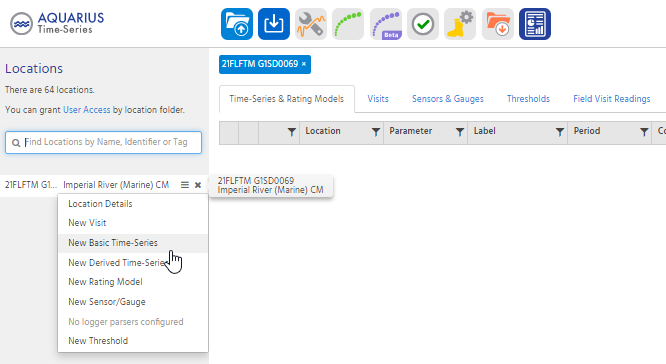 AQUARIUS
Time-Series
Beta
Locations
There are 64 locations.
You can grant User Access by location folder.
Find Locations by Name, Identifier or Tag
21FLFTM G1... Imperial River (Marine) CM
Location Details
New Visit
New Basic Time-Series
New Derived Time-Series
New Rating Model
New Sensor/Gauge
No logger parsers configured
New Threshold
21FLFTM G1SD0069 ×
Time-Series & Rating Models Visits Sensors & Gauges Thresholds Field Visit Readings
Location Parameter Label Period Co
21FLFTM G1SD0069
Imperial River (Marine) CM